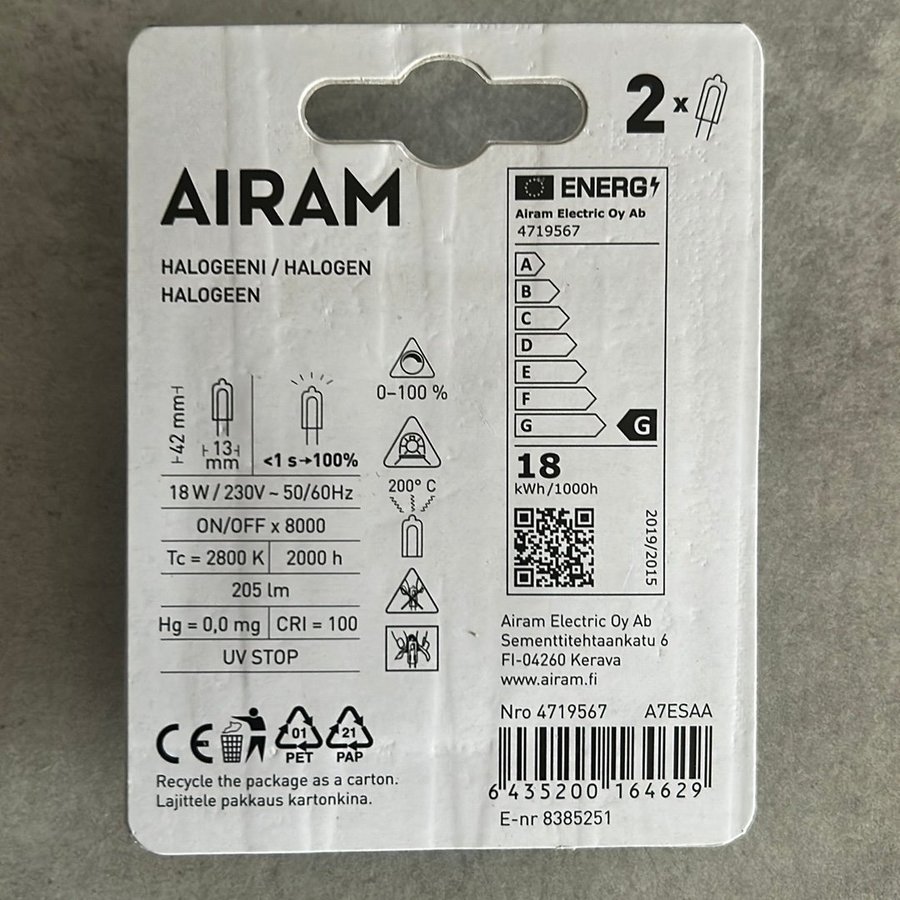 2 x
AIRAM
HALOGEENI / HALOGEN
HALOGEEN
42 mm
13
mm
<1 s→100%
18 W / 230V ~ 50/60Hz
ON/OFF x 8000
Tc = 2800 K 2000 h
205 lm
Hg = 0,0 mg CRI = 100
UV STOP
0–100 %
200° C
ENERG
Airam Electric Oy Ab
4719567
A
B
C
D
E
F
G G
18
kWh/1000h
2019/2015
Airam Electric Oy Ab
Sementtitehtaankatu 6
FI-04260 Kerava
www.airam.fi
Nro 4719567 A7ESAA
6 435200 164629
E-nr 8385251
CE
01
PET
21
PAP
Recycle the package as a carton.
Lajittele pakkaus kartonkina.